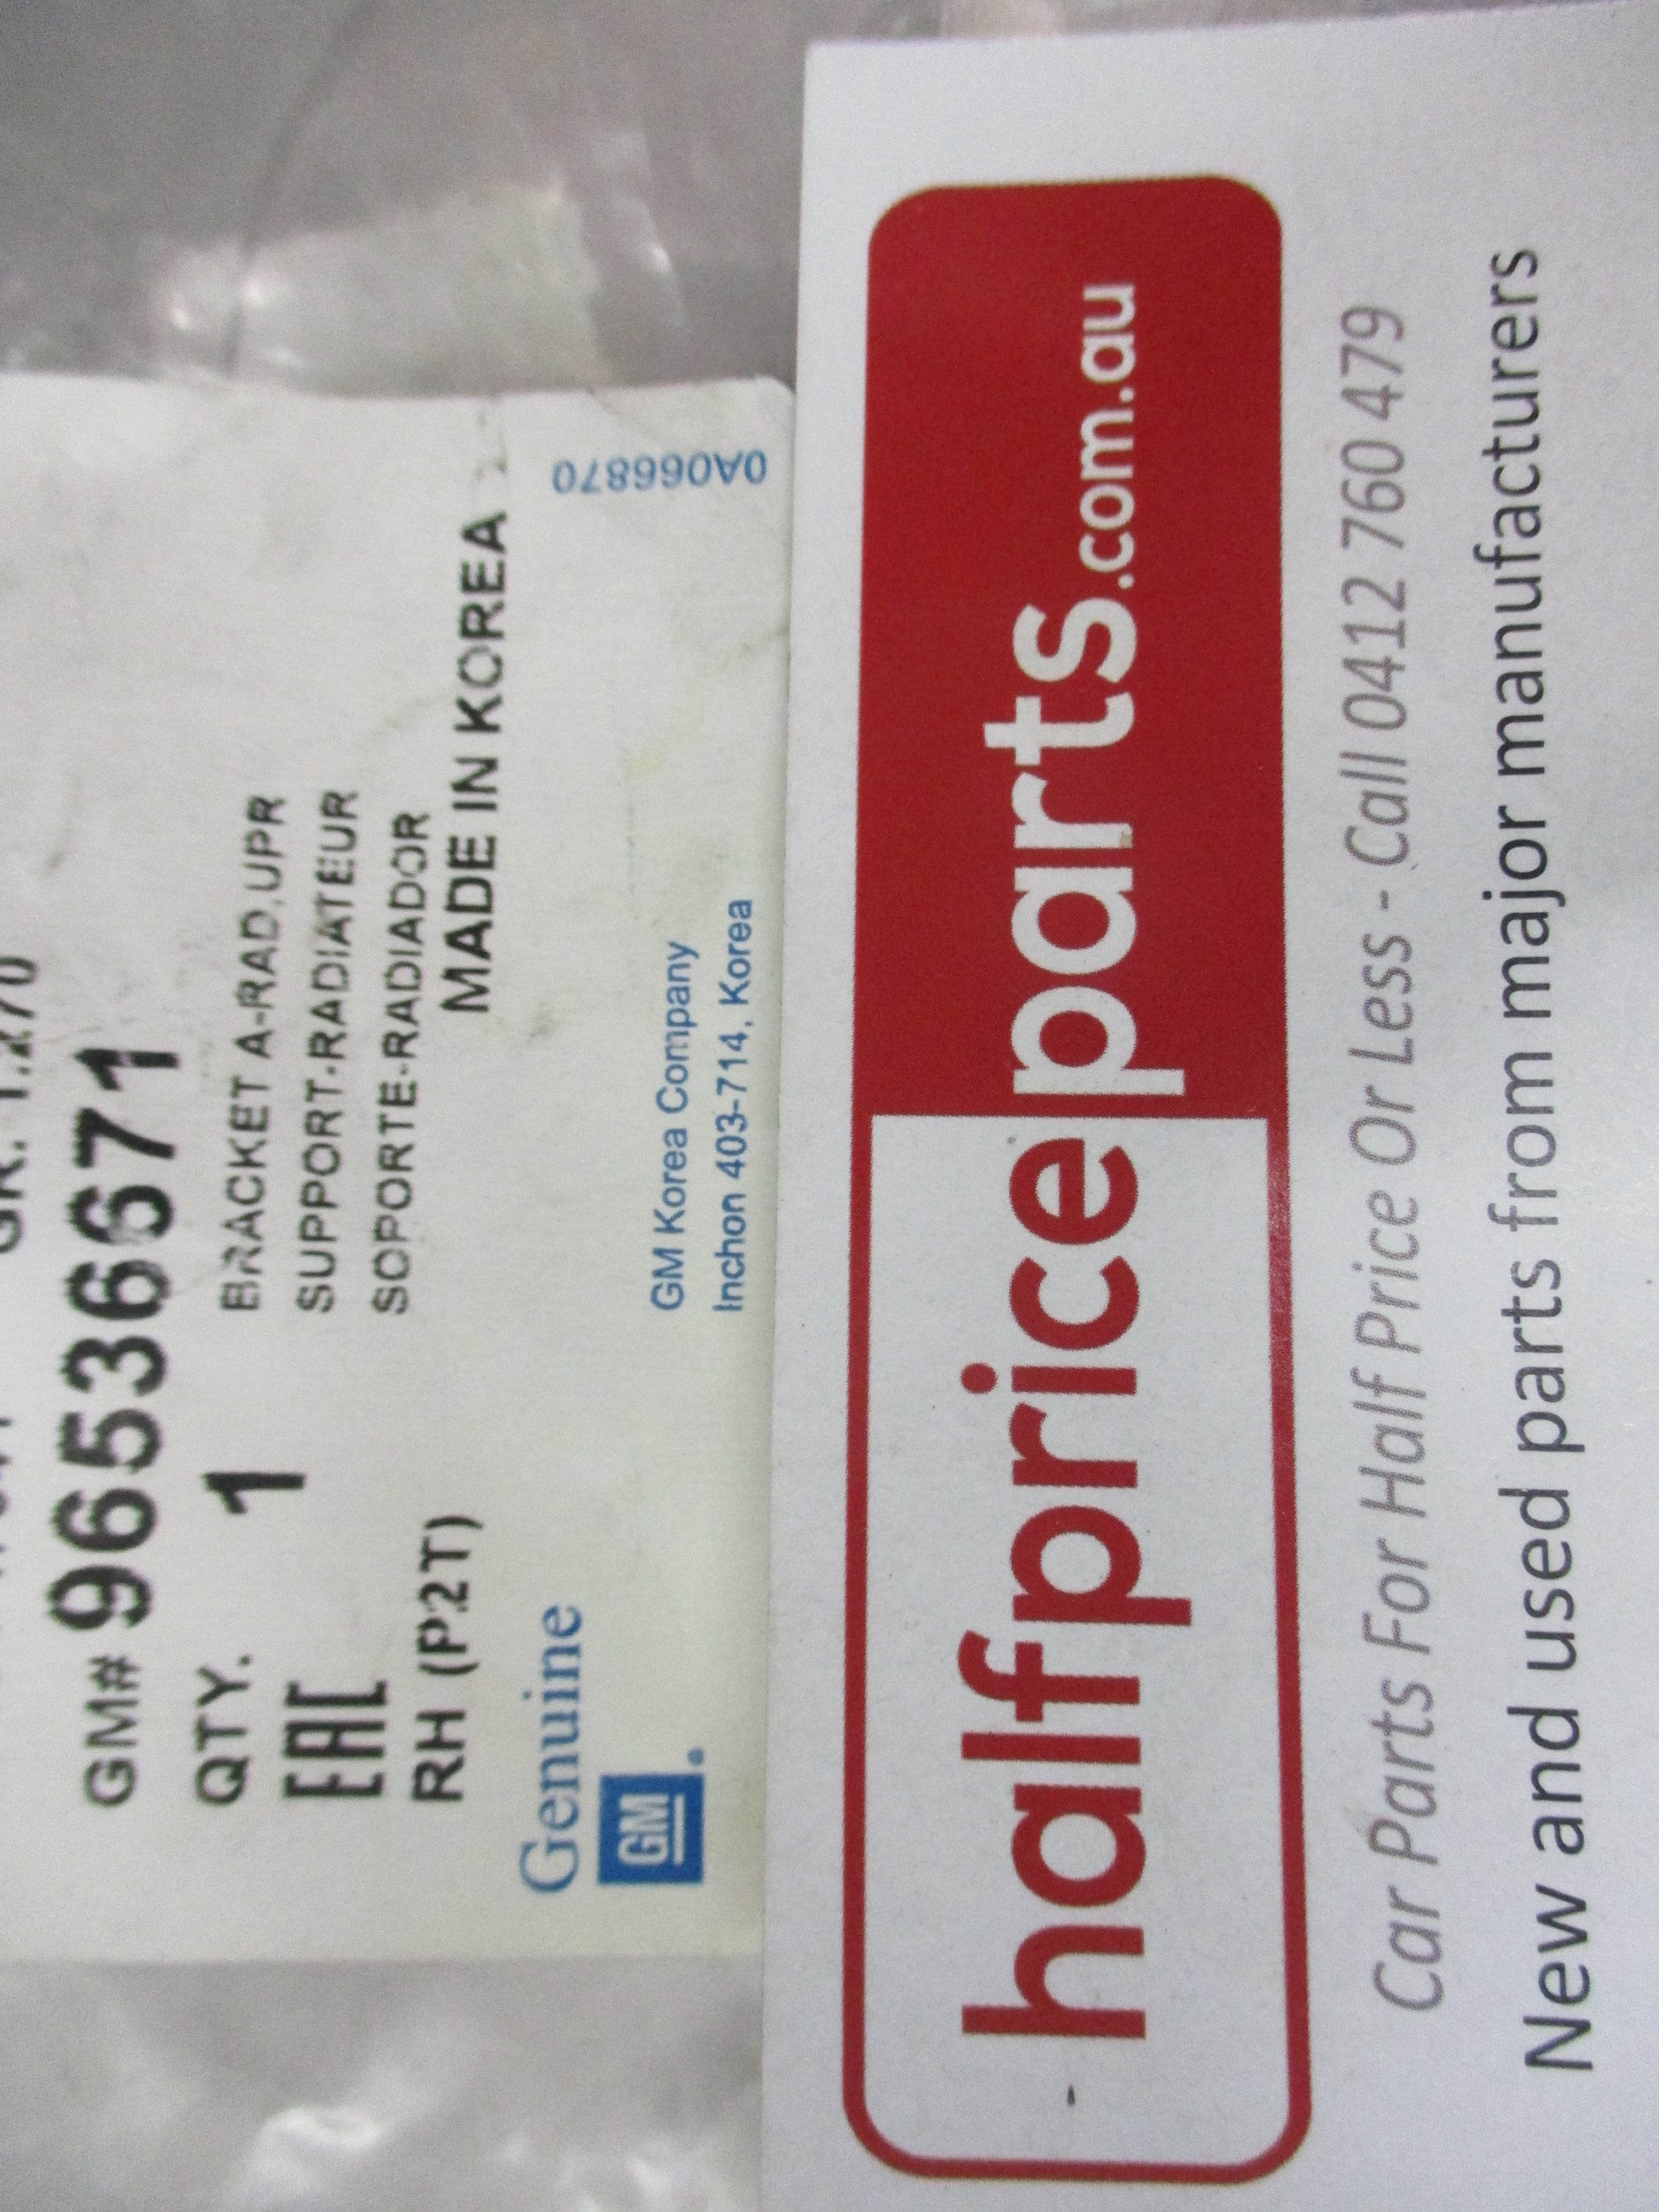 GM# 96536671
QTY. 1
BRACKET A-RAD,UPR
SUPPORT-RADIATEUR
SOPORTE-RADIADOR
EAC
RH (P2T)
MADE IN KOREA
Genuine
GM
GM Korea Company
Inchon 403-714, Korea
0A066870
halfpriceparts.com.au
Car Parts For Half Price Or Less - Call 0412 760 479
New and used parts from major manufacturers